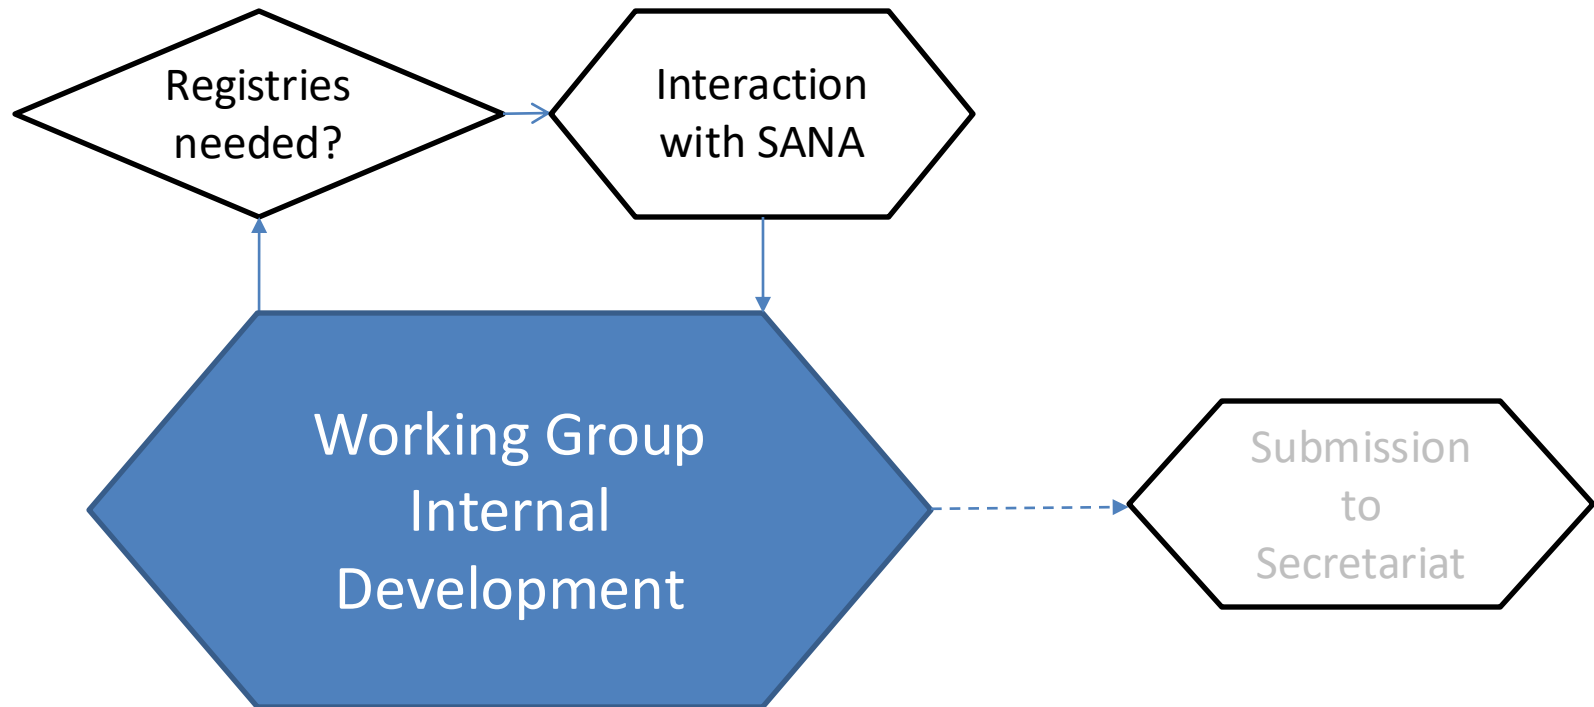 Registries
needed?
Interaction
with SANA
Working Group
Internal
Development
Submission
to
Secretariat